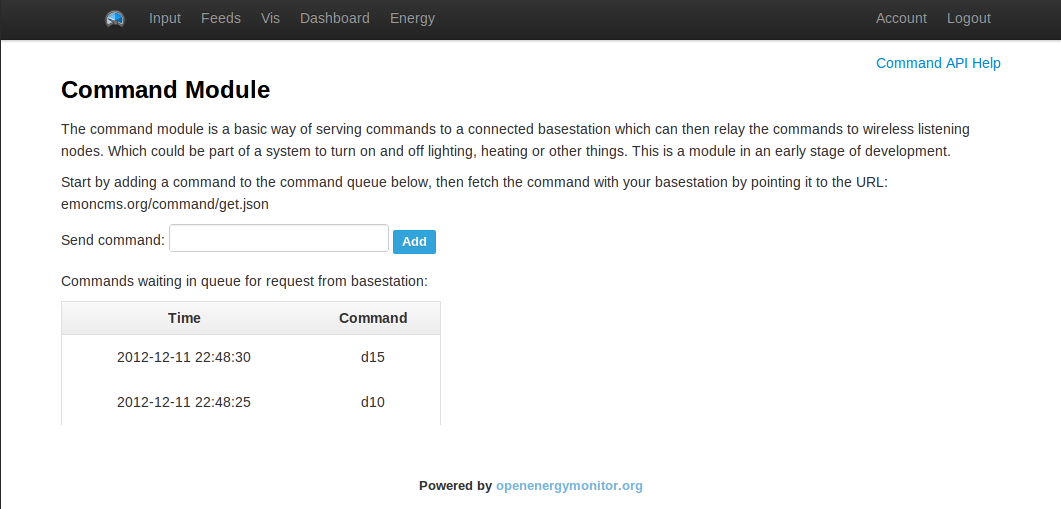 Input Feeds Vis Dashboard Energy Account Logout
Command API Help
Command Module
The command module is a basic way of serving commands to a connected basestation which can then relay the commands to wireless listening
nodes. Which could be part of a system to turn on and off lighting, heating or other things. This is a module in an early stage of development.
Start by adding a command to the command queue below, then fetch the command with your basestation by pointing it to the URL:
emoncms.org/command/get.json
Send command: Add
Commands waiting in queue for request from basestation:
Time Command
2012-12-11 22:48:30 d15
2012-12-11 22:48:25 d10
Powered by openenergymonitor.org